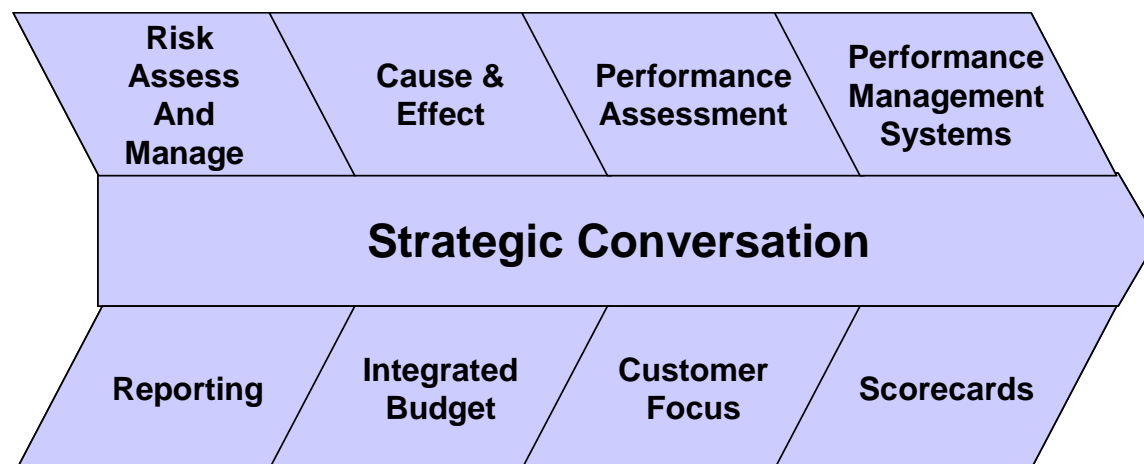 Risk
Assess
And
Manage
Cause &
Effect
Performance
Assessment
Performance
Management
Systems
Strategic Conversation
Reporting
Integrated
Budget
Customer
Focus
Scorecards